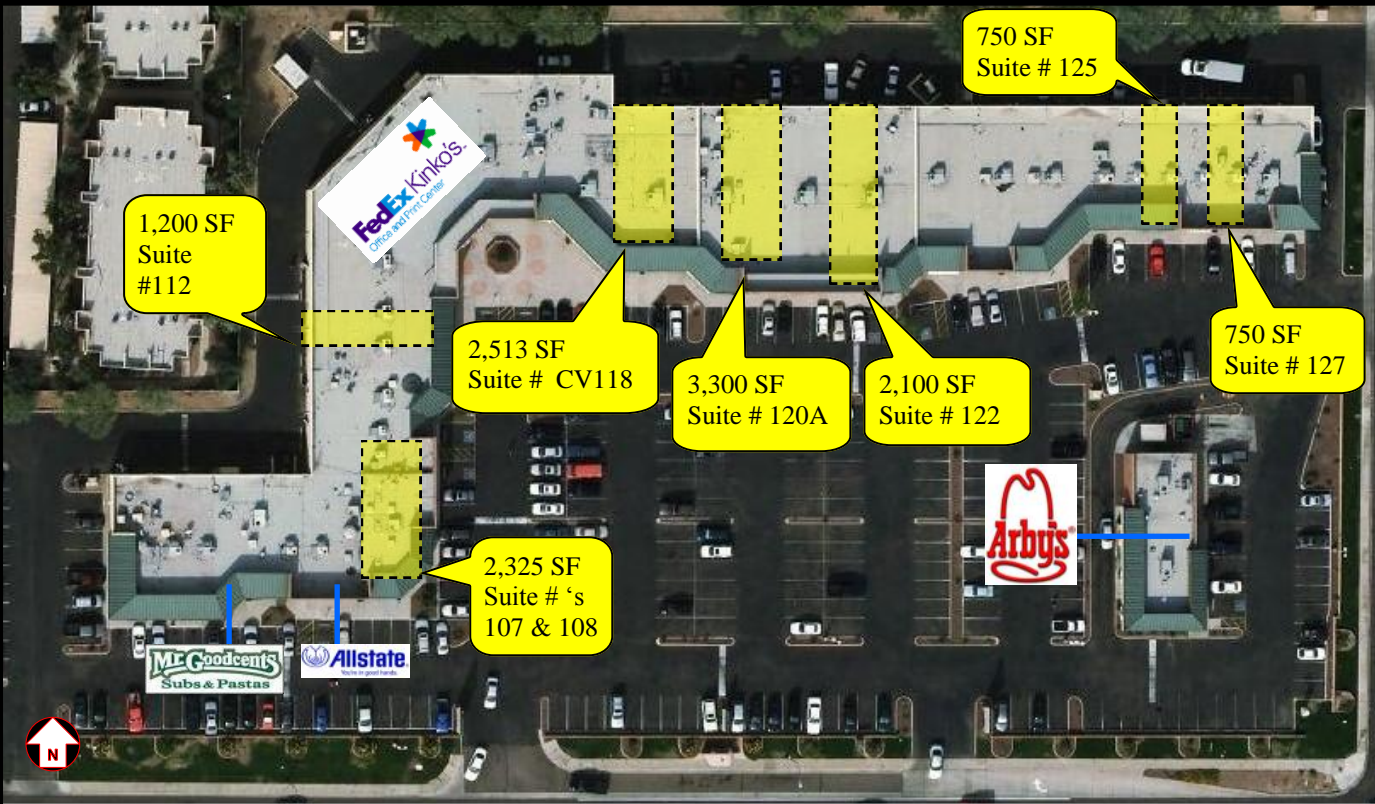 750 SF
Suite # 125
FedEx Kinko's.
Office and Print Center
1,200 SF
Suite
#112
2,513 SF
Suite #  CV118
3,300 SF
Suite # 120A
2,100 SF
Suite # 122
750 SF
Suite # 127
Arby's®
2,325 SF
Suite # ‘s
107 & 108
Mr. Goodcents
Subs & Pastas
Allstate.
You're in good hands.
N